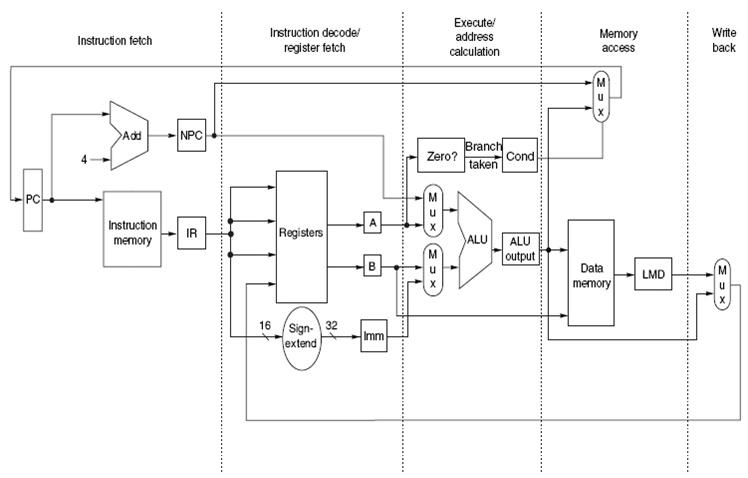 Instruction fetch
Instruction decode/
register fetch
Execute/
address
calculation
Memory
access
Write
back
M
u
x
Add
NPC
4
PC
Zero?
Branch
taken
Cond
Instruction
memory
IR
Registers
A
B
M
u
x
M
u
x
ALU
ALU
output
Data
memory
LMD
M
u
x
16
Sign-
extend
32
Imm